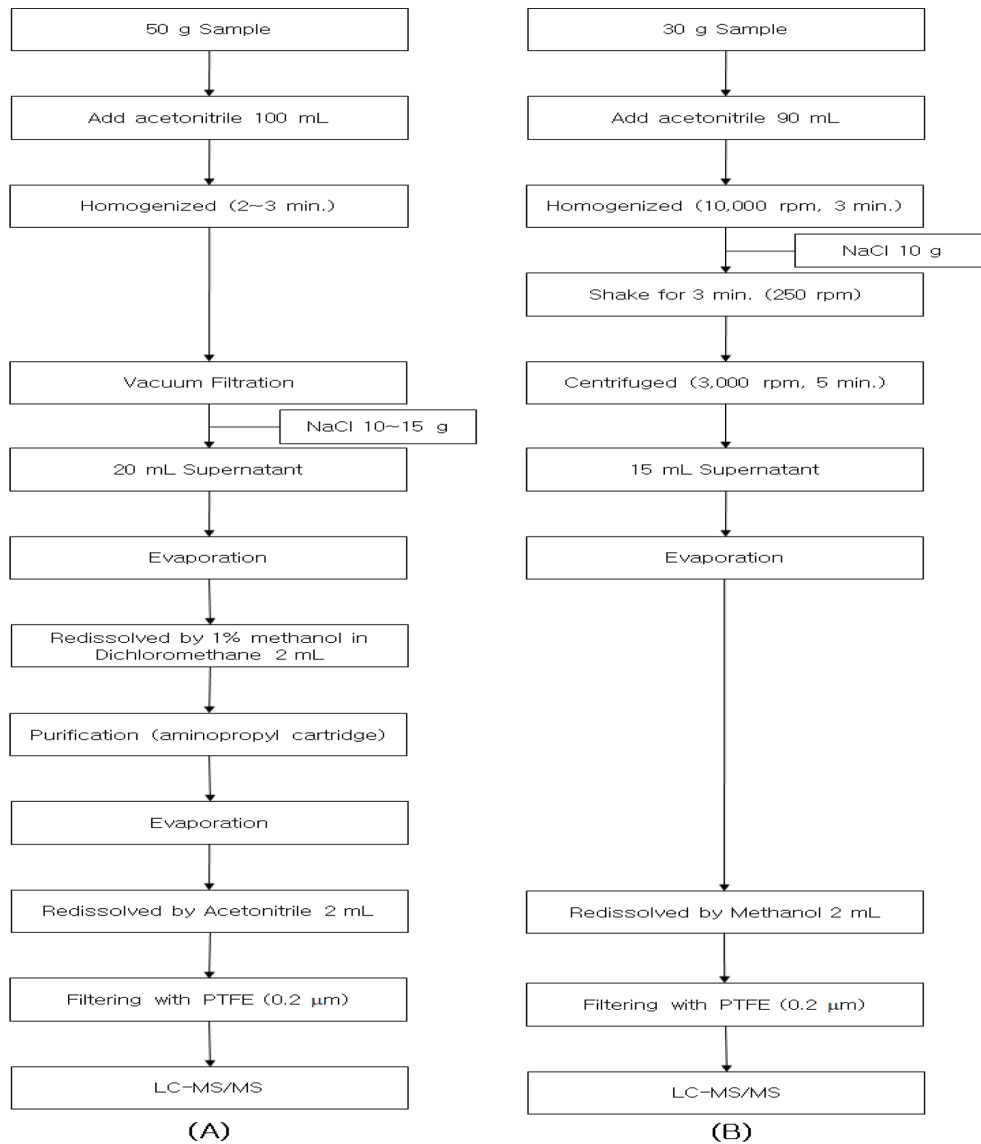 50 g Sample
Add acetonitrile 100 mL
Homogenized (2~3 min.)
Vacuum Filtration
NaCl 10~15 g
20 mL Supernatant
Evaporation
Redissolved by 1% methanol in
Dichloromethane 2 mL
Purification (aminopropyl cartridge)
Evaporation
Redissolved by Acetonitrile 2 mL
Filtering with PTFE (0.2 μm)
LC-MS/MS
(A)
30 g Sample
Add acetonitrile 90 mL
Homogenized (10,000 rpm, 3 min.)
NaCl 10 g
Shake for 3 min. (250 rpm)
Centrifuged (3,000 rpm, 5 min.)
15 mL Supernatant
Evaporation
Redissolved by Methanol 2 mL
Filtering with PTFE (0.2 μm)
LC-MS/MS
(B)